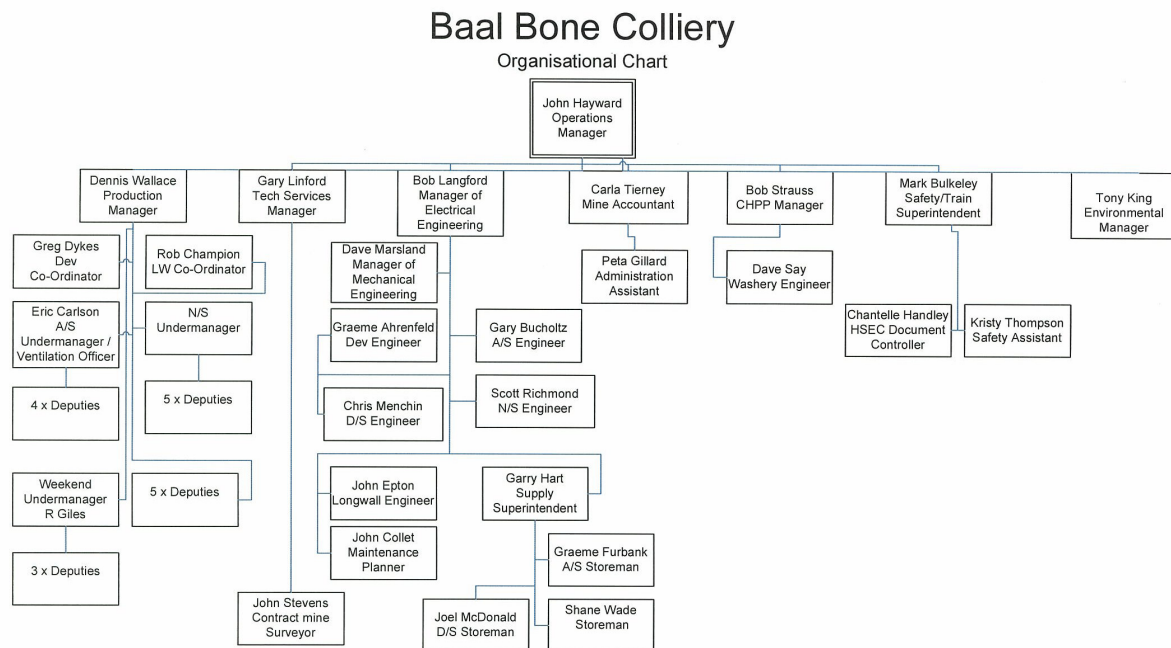 Baal Bone Colliery
Organisational Chart
John Hayward
Operations
Manager
Dennis Wallace
Production
Manager
Gary Linford
Tech Services
Manager
Bob Langford
Manager of
Electrical
Engineering
Carla Tierney
Mine Accountant
Bob Strauss
CHPP Manager
Mark Bulkeley
Safety/Train
Superintendent
Tony King
Environmental
Manager
Greg Dykes
Dev
Co-Ordinator
Rob Champion
LW Co-Ordinator
Dave Marsland
Manager of
Mechanical
Engineering
Peta Gillard
Administration
Assistant
Dave Say
Washery Engineer
Eric Carlson
A/S
Undermanager /
Ventilation Officer
N/S
Undermanager
Graeme Ahrenfeld
Dev Engineer
Gary Bucholtz
A/S Engineer
Chantelle Handley
HSEC Document
Controller
Kristy Thompson
Safety Assistant
4 x Deputies
5 x Deputies
Chris Menchin
D/S Engineer
Scott Richmond
N/S Engineer
Weekend
Undermanager
R Giles
5 x Deputies
John Epton
Longwall Engineer
Garry Hart
Supply
Superintendent
3 x Deputies
John Collet
Maintenance
Planner
Graeme Furbank
A/S Storeman
John Stevens
Contract mine
Surveyor
Joel McDonald
D/S Storeman
Shane Wade
Storeman